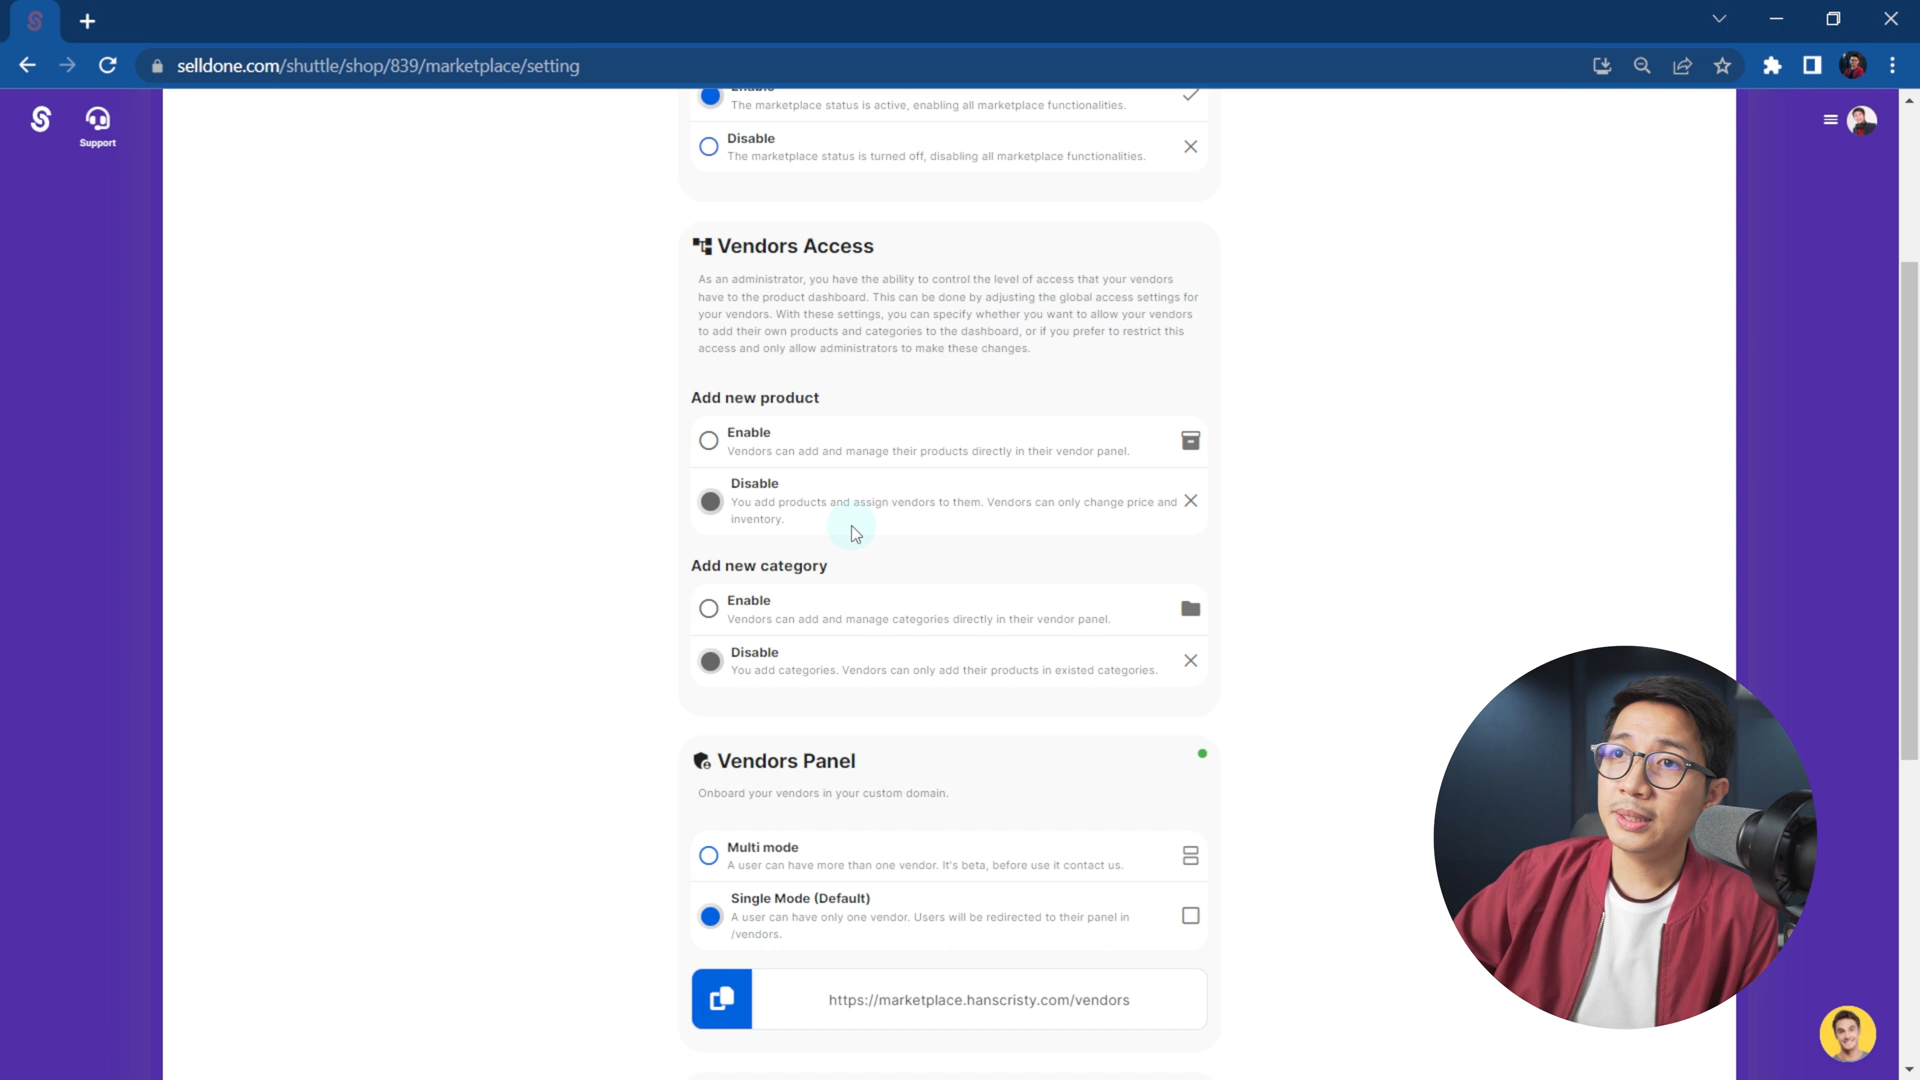 selldone.com/shuttle/shop/839/marketplace/setting
Support
Enable
The marketplace status is active, enabling all marketplace functionalities.
Disable
The marketplace status is turned off, disabling all marketplace functionalities.
Vendors Access
As an administrator, you have the ability to control the level of access that your vendors
have to the product dashboard. This can be done by adjusting the global access settings for
your vendors. With these settings, you can specify whether you want to allow your vendors
to add their own products and categories to the dashboard, or if you prefer to restrict this
access and only allow administrators to make these changes.
Add new product
Enable
Vendors can add and manage their products directly in their vendor panel.
Disable
You add products and assign vendors to them. Vendors can only change price and
inventory.
Add new category
Enable
Vendors can add and manage categories directly in their vendor panel.
Disable
You add categories. Vendors can only add their products in existed categories.
Vendors Panel
Onboard your vendors in your custom domain.
Multi mode
A user can have more than one vendor. It's beta, before use it contact us.
Single Mode (Default)
A user can have only one vendor. Users will be redirected to their panel in
/vendors.
https://marketplace.hanscristy.com/vendors